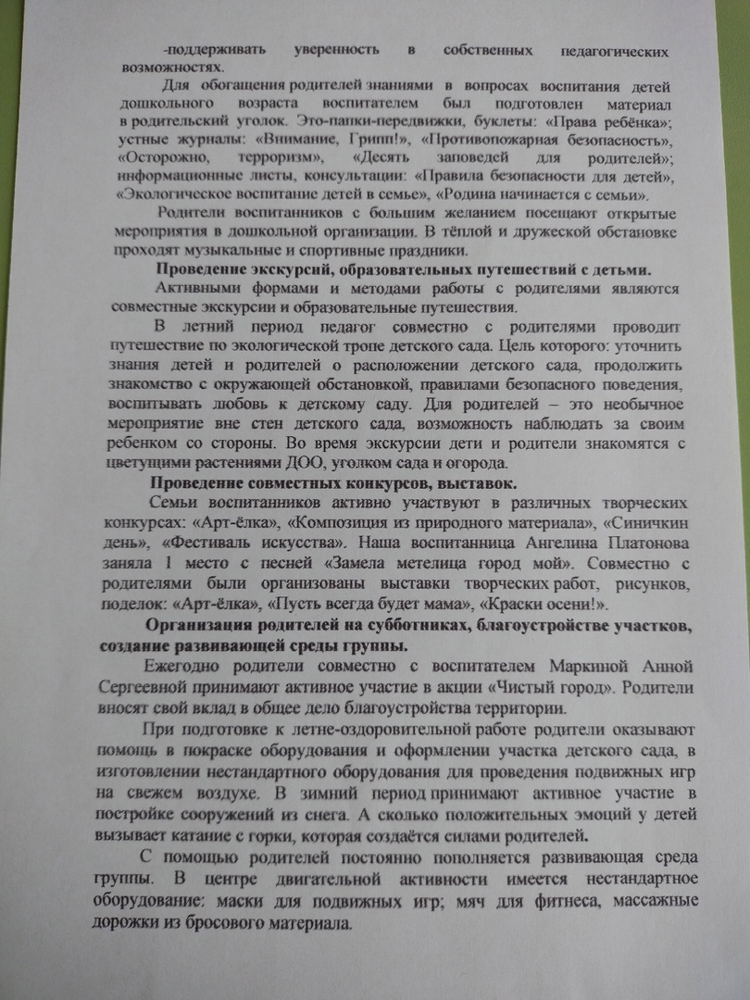 -поддерживать уверенность в собственных педагогических
возможностях.
Для обогащения родителей знаниями в вопросах воспитания детей
дошкольного возраста воспитателем был подготовлен материал
в родительский уголок. Это-папки-передвижки, буклеты: «Права ребёнка»;
устные журналы: «Внимание, Грипп!», «Противопожарная безопасность»,
«Осторожно, терроризм», «Десять заповедей для родителей»;
информационные листы, консультации: «Правила безопасности для детей»,
«Экологическое воспитание детей в семье», «Родина начинается с семьи».
Родители воспитанников с большим желанием посещают открытые
мероприятия в дошкольной организации. В тёплой и дружеской обстановке
проходят музыкальные и спортивные праздники.
Проведение экскурсий, образовательных путешествий с детьми.
Активными формами и методами работы с родителями являются
совместные экскурсии и образовательные путешествия.
В летний период педагог совместно с родителями проводит
путешествие по экологической тропе детского сада. Цель которого: уточнить
знания детей и родителей о расположении детского сада, продолжить
знакомство с окружающей обстановкой, правилами безопасного поведения,
воспитывать любовь к детскому саду. Для родителей – это необычное
мероприятие вне стен детского сада, возможность наблюдать за своим
ребенком со стороны. Во время экскурсии дети и родители знакомятся с
цветущими растениями ДОО, уголком сада и огорода.
Проведение совместных конкурсов, выставок.
Семьи воспитанников активно участвуют в различных творческих
конкурсах: «Арт-ёлка», «Композиция из природного материала», «Синичкин
день», «Фестиваль искусства». Наша воспитанница Ангелина Платонова
заняла 1 место с песней «Замела метелица город мой». Совместно с
родителями были организованы выставки творческих работ, рисунков,
поделок: «Арт-ёлка», «Пусть всегда будет мама», «Краски осени!».
Организация родителей на субботниках, благоустройстве участков,
создание развивающей среды группы.
Ежегодно родители совместно с воспитателем Маркиной Анной
Сергеевной принимают активное участие в акции «Чистый город». Родители
вносят свой вклад в общее дело благоустройства территории.
При подготовке к летне-оздоровительной работе родители оказывают
помощь в покраске оборудования и оформлении участка детского сада, в
изготовлении нестандартного оборудования для проведения подвижных игр
на свежем воздухе. В зимний период принимают активное участие в
постройке сооружений из снега. А сколько положительных эмоций у детей
вызывает катание с горки, которая создаётся силами родителей.
С помощью родителей постоянно пополняется развивающая среда
группы. В центре двигательной активности имеется нестандартное
оборудование: маски для подвижных игр; мяч для фитнеса, массажные
дорожки из бросового материала.